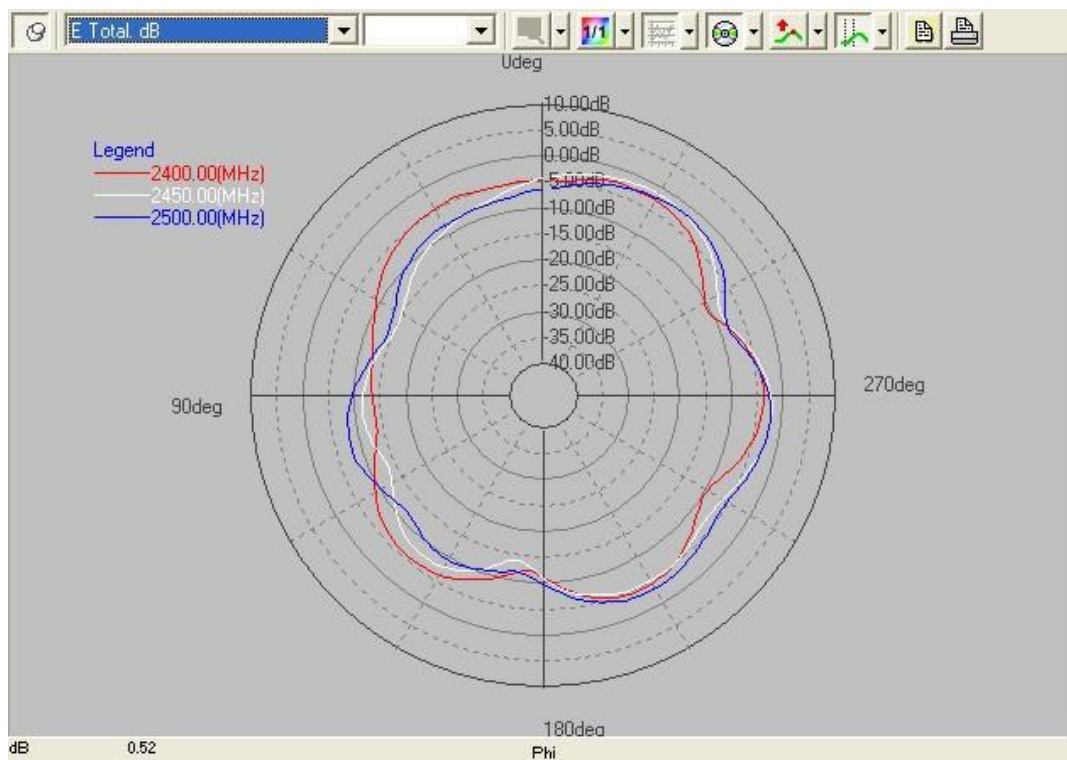 E Total. dB
1/1
0deg
10.00dB
5.00dB
0.00dB
Legend
2400.00(MHz)
-5.00dB
2450.00(MHz)
-10.00dB
2500.00(MHz)
-15.00dB
-20.00dB
-25.00dB
-30.00dB
-35.00dB
-40.00dB
270deg
90deg
180deg
dB 0.52
Phi